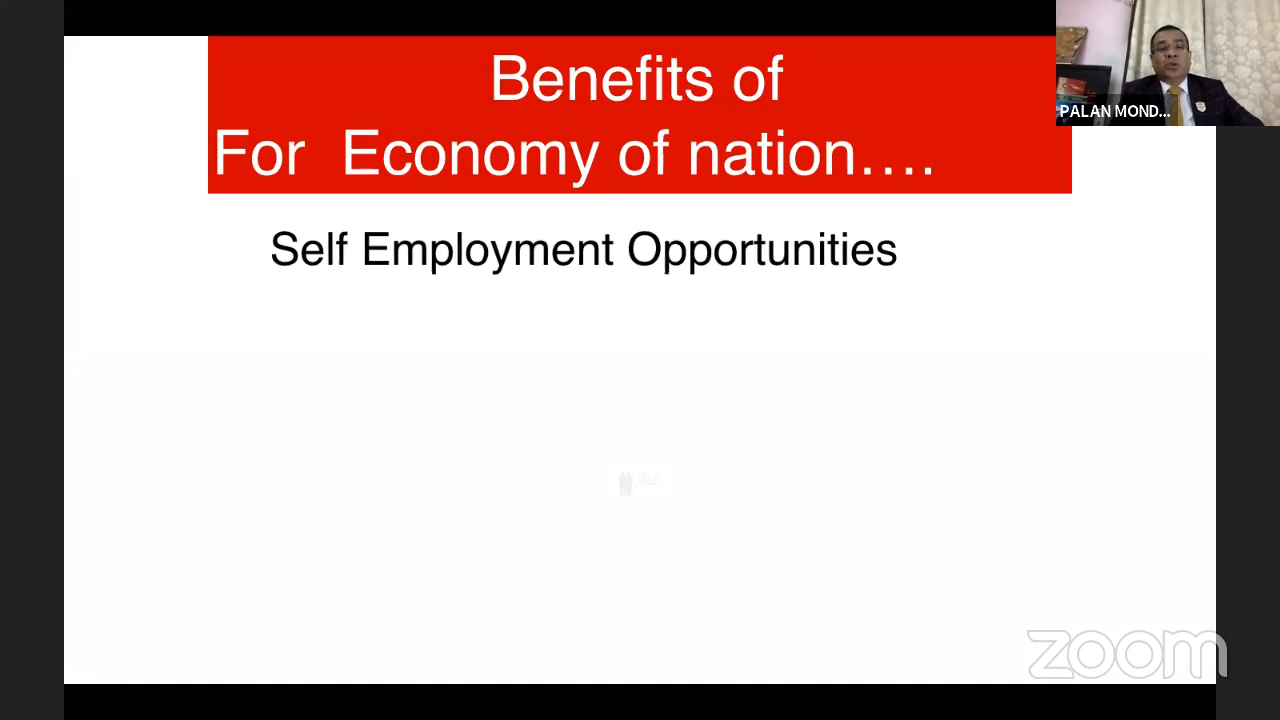 Benefits of
For Economy of nation….
PALAN MOND...
Self Employment Opportunities
zoom